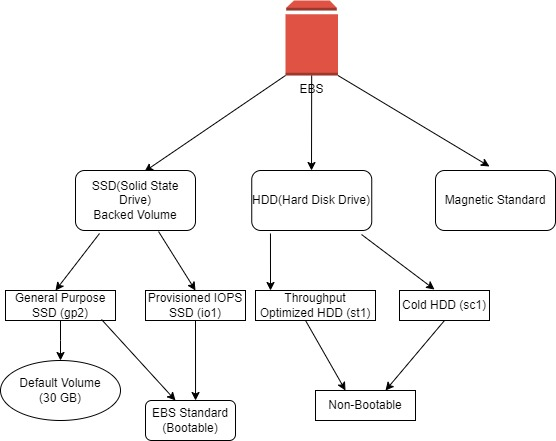 EBS
SSD(Solid State
Drive)
Backed Volume
HDD(Hard Disk Drive)
Magnetic Standard
General Purpose
SSD (gp2)
Provisioned IOPS
SSD (io1)
Throughput
Optimized HDD (st1)
Cold HDD (sc1)
Default Volume
(30 GB)
EBS Standard
(Bootable)
Non-Bootable